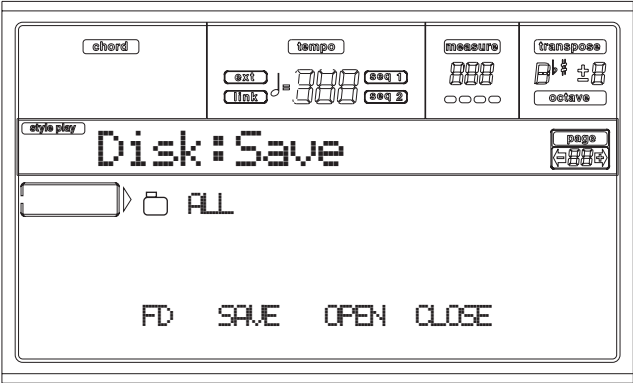 chord tempo measure transpose
ext seq 1
link seq 2
octave
style play Disk:Save page
ALL
FD SAVE OPEN CLOSE